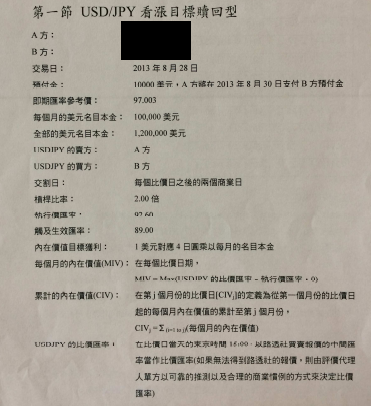 第一節 USD/JPY 看漲目標贖回型
A 方:
B 方:
交易日: 2013 年 8 月 28 日
預付金: 10000 美元,A 方將在 2013 年 8 月 30 日支付 B 方預付金
即期匯率參考價: 97.003
每個月的美元名目本金: 100,000 美元
全部的美元名目本金: 1,200,000 美元
USDJPY 的賣方: A 方
USDJPY 的買方: B 方
交割日: 每個比價日之後的兩個商業日
槓桿比率: 2.00 倍
執行價匯率: 92.60
觸及生效匯率: 89.00
內在價值目標獲利: 1 美元對應 4 日圓乘以每月的名目本金
每個月的內在價值(MIV): 在每個比價日期,
MIV = Max(USDJPY 的比價匯率 - 執行價匯率, 0)
累計的內在價值(CIV): 在第 j 個月份的比價日[CIVj]的定義為從第一個月份的比價日
起的每個月內在價值的累計至第 j 個月份,
CIVj = Σ (i=1 to j)(每個月的內在價值)
USDJPY 的比價匯率: 在比價日當天的東京時間 15:00,以路透社買賣報價的中間匯
率當作比價匯率(如果無法得到路透社的報價,則由評價代理
人單方以可靠的推測以及合理的商業慣例的方式來決定比價
匯率)